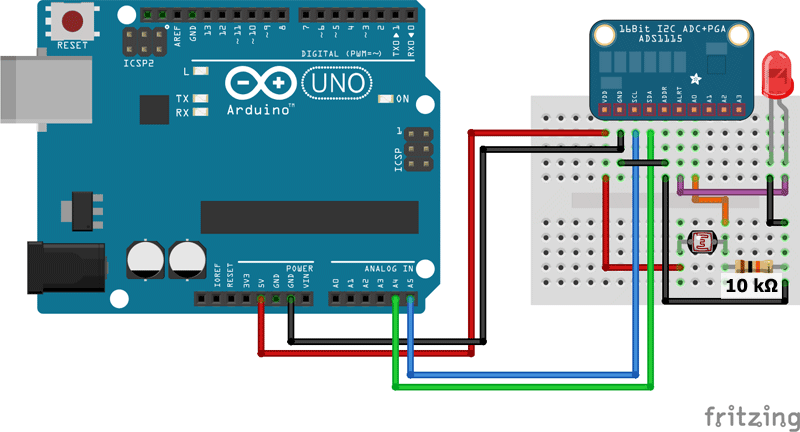 RESET
ICSP2
AREF
GND
13
12
~11
~10
~9
8
7
~6
~5
4
~3
2
TX0▶1
RX0◀0
DIGITAL (PWM=~)
L
TX
RX
UNO
Arduino™
ON
1
ICSP
POWER
ANALOG IN
IOREF
RESET
3V3
5V
GND
GND
VIN
A0
A1
A2
A3
A4
A5
16Bit I2C ADC+PGA
ADS1115
VDD
GND
SCL
SDA
ADDR
ALRT
A0
A1
A2
A3
10 kΩ
fritzing